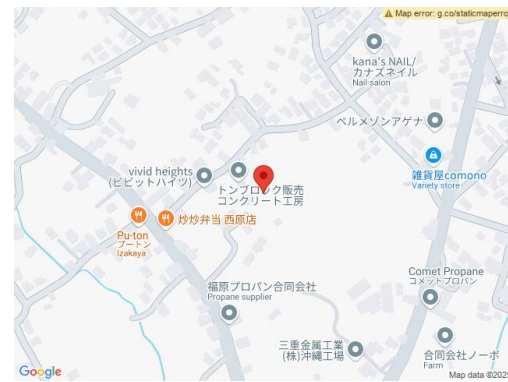 Map error: g.co/staticmaperro
kana's NAIL/
カナズネイル
Nail salon
ベルメゾンアゲナ
雑貨屋comono
Variety store
vivid heights
(ビビットハイツ)
トンブロック販売
コンクリート工房
炒炒弁当 西原店
Pu-ton
プートン
Izakaya
福原プロパン合同会社
Propane supplier
Comet Propane
コメットプロパン
三重金属工業
(株)沖縄工場
合同会社ノーボ
Farm
Google
Map data ©2025